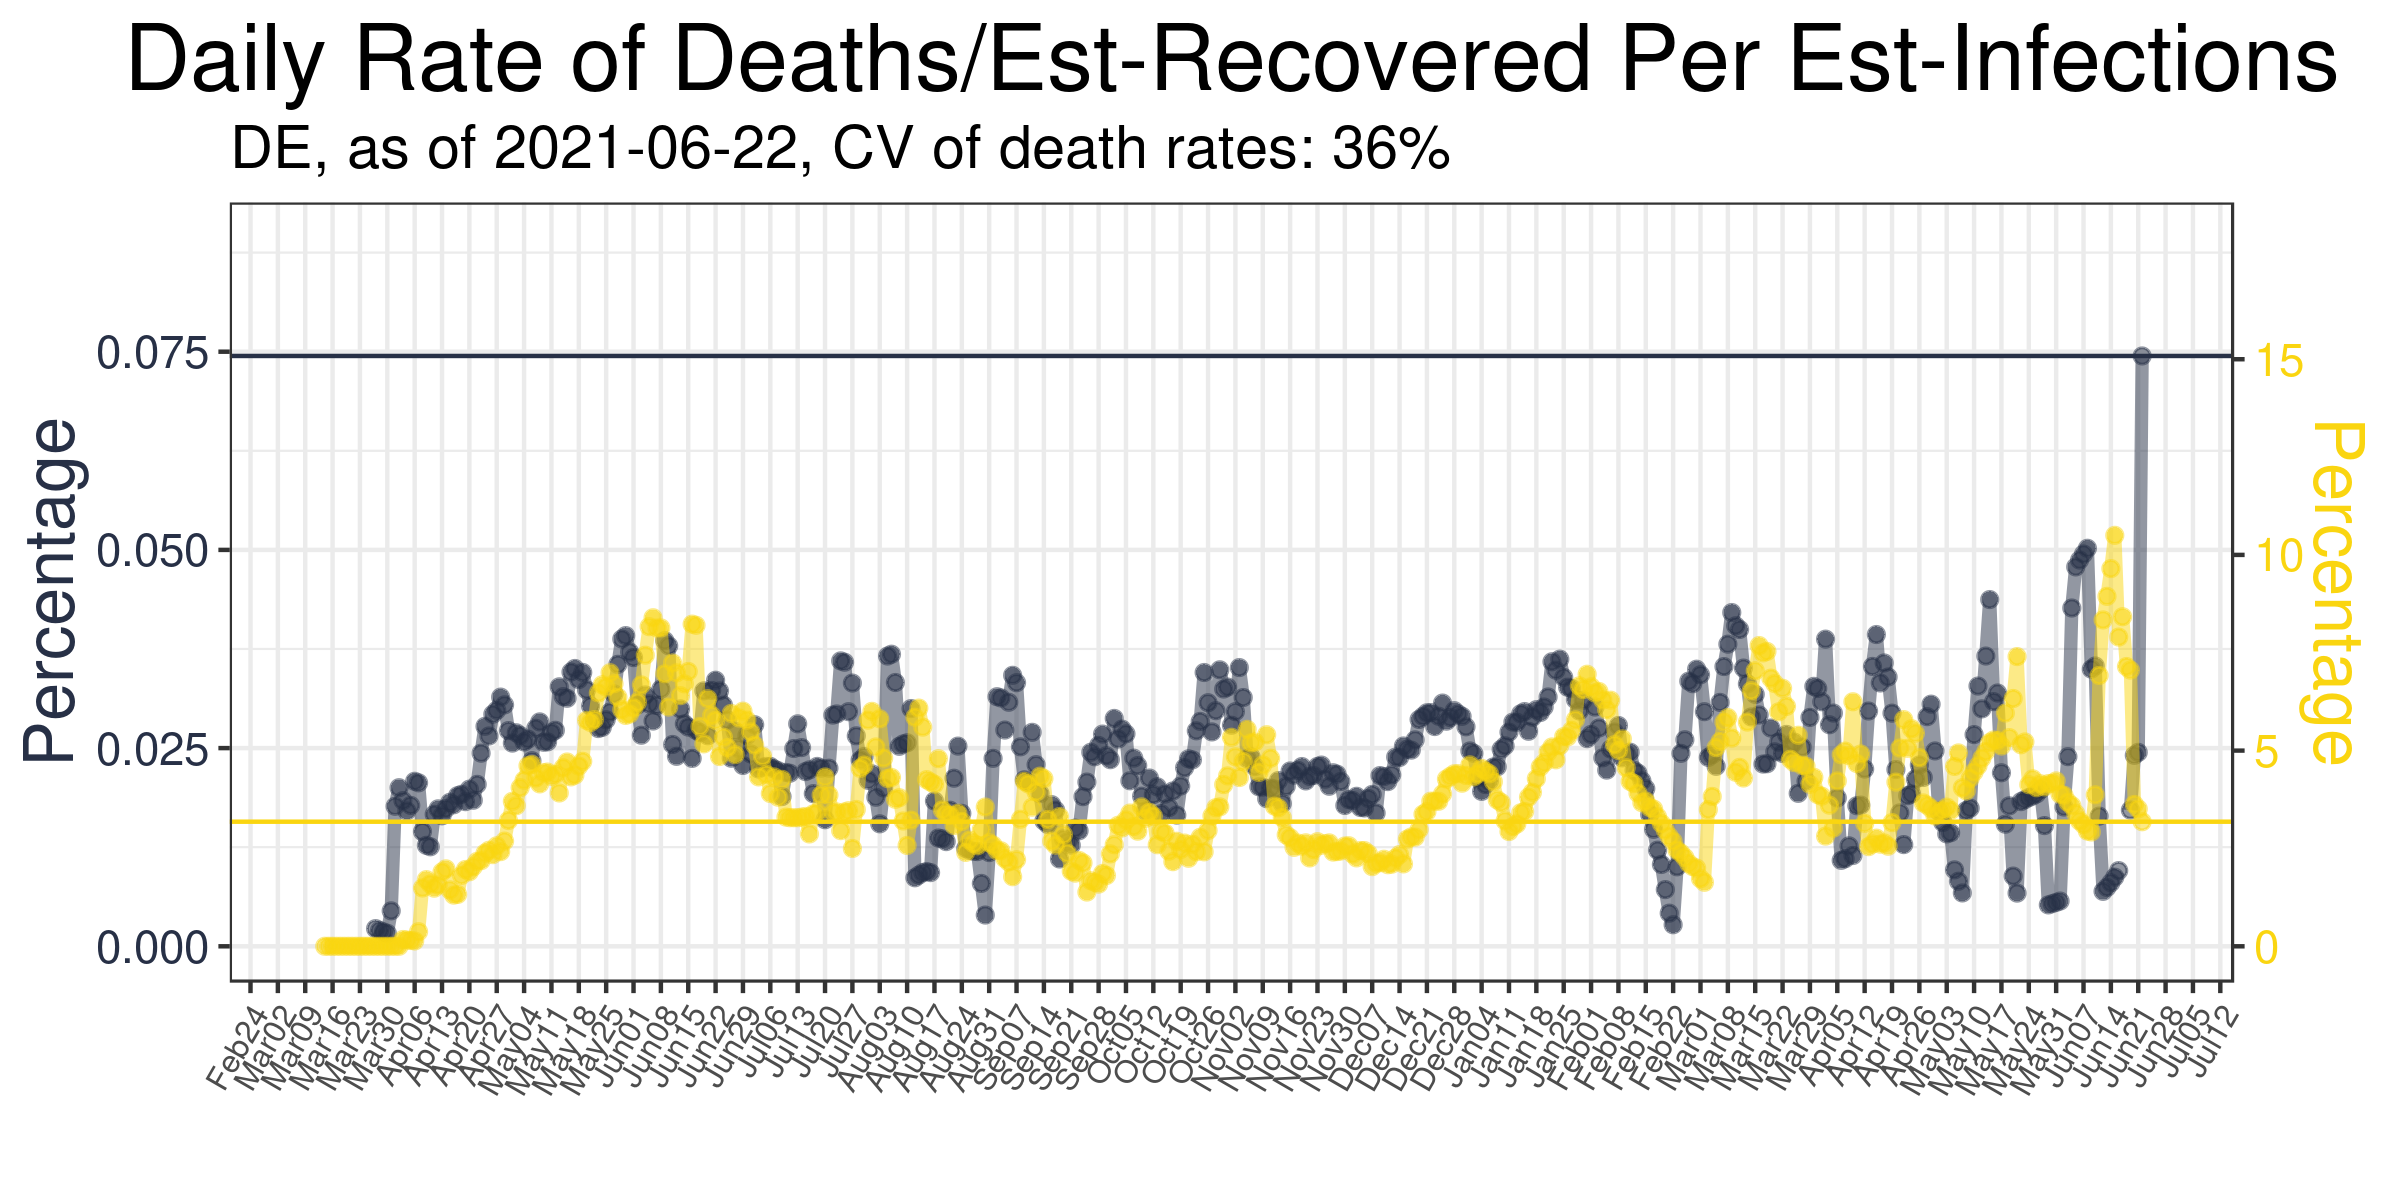 Daily Rate of Deaths/Est-Recovered Per Est-Infections
DE, as of 2021-06-22, CV of death rates: 36%
Percentage
0.075
0.050
0.025
0.000
15
10
5
0
Percentage
Feb24
Mar02
Mar09
Mar16
Mar23
Mar30
Apr06
Apr13
Apr20
Apr27
May04
May11
May18
May25
Jun01
Jun08
Jun15
Jun22
Jun29
Jul06
Jul13
Jul20
Jul27
Aug03
Aug10
Aug17
Aug24
Aug31
Sep07
Sep14
Sep21
Sep28
Oct05
Oct12
Oct19
Oct26
Nov02
Nov09
Nov16
Nov23
Nov30
Dec07
Dec14
Dec21
Dec28
Jan04
Jan11
Jan18
Jan25
Feb01
Feb08
Feb15
Feb22
Mar01
Mar08
Mar15
Mar22
Mar29
Apr05
Apr12
Apr19
Apr26
May03
May10
May17
May24
May31
Jun07
Jun14
Jun21
Jun28
Jul05
Jul12